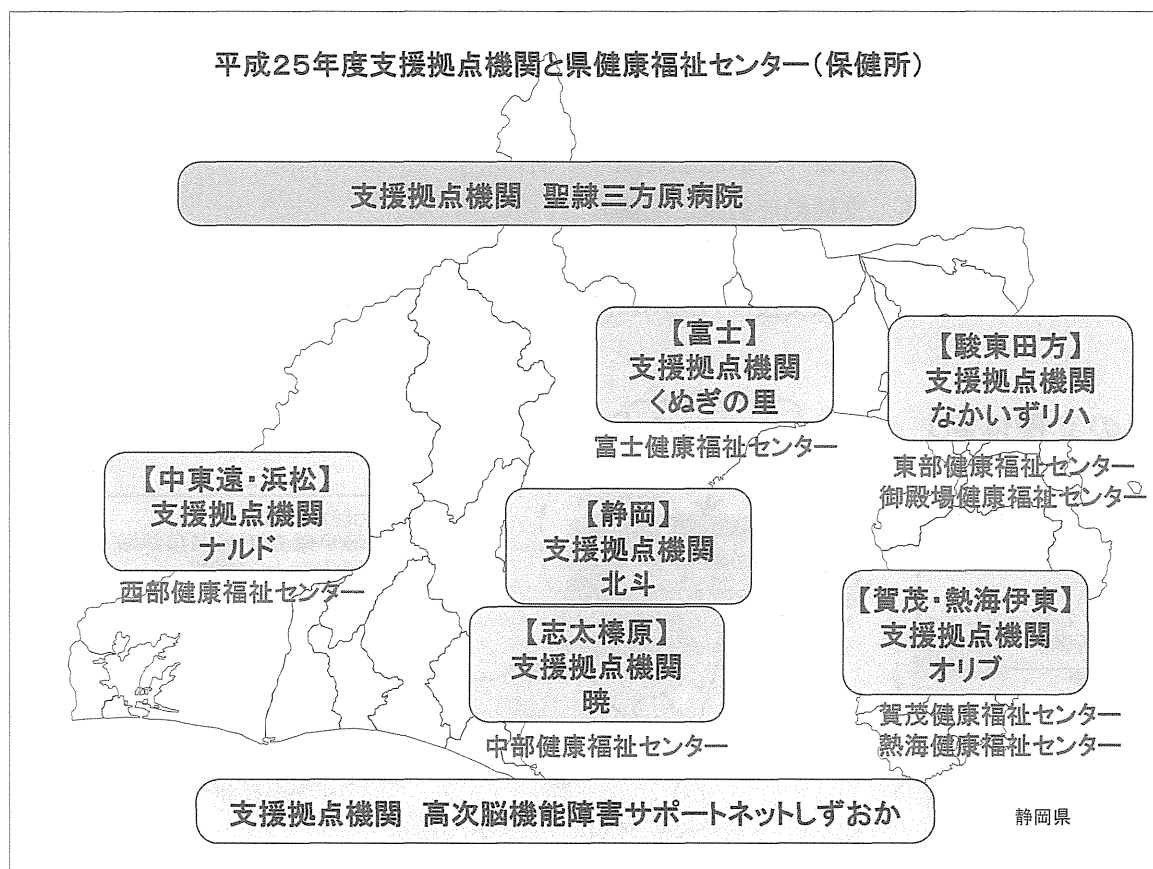 平成25年度支援拠点機関と県健康福祉センター(保健所)
支援拠点機関 聖隷三方原病院
【富士】
支援拠点機関
くぬぎの里
富士健康福祉センター
【駿東田方】
支援拠点機関
なかいずリハ
東部健康福祉センター
御殿場健康福祉センター
【中東遠・浜松】
支援拠点機関
ナルド
西部健康福祉センター
【静岡】
支援拠点機関
北斗
【志太榛原】
支援拠点機関
暁
中部健康福祉センター
【賀茂・熱海伊東】
支援拠点機関
オリブ
賀茂健康福祉センター
熱海健康福祉センター
支援拠点機関 高次脳機能障害サポートネットしずおか
静岡県